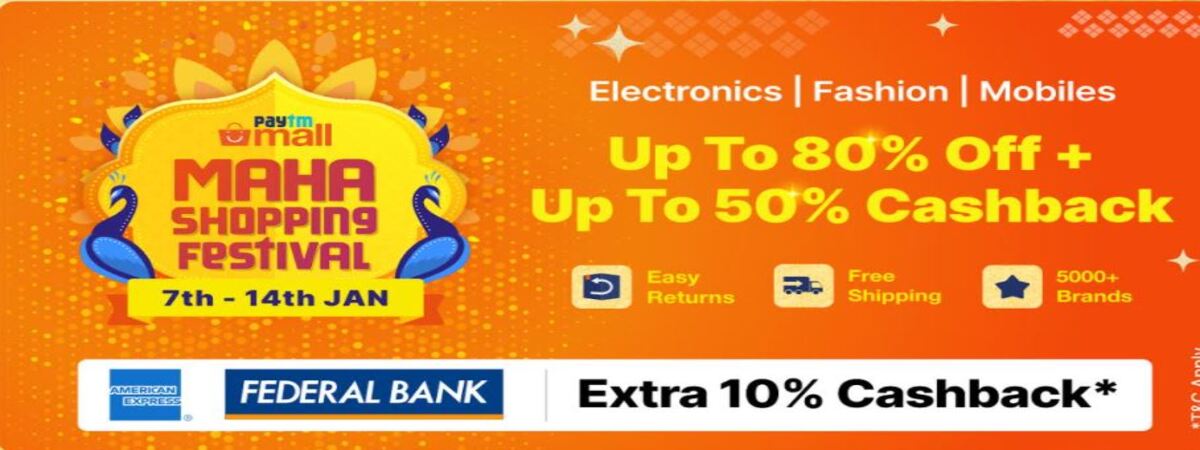 paytm
mall
MAHA
SHOPPING
FESTIVAL
7th - 14th JAN
Electronics | Fashion | Mobiles
Up To 80% Off +
Up To 50% Cashback
Easy
Returns
Free
Shipping
5000+
Brands
AMERICAN
EXPRESS
®
FEDERAL BANK
Extra 10% Cashback*
*T&C Apply